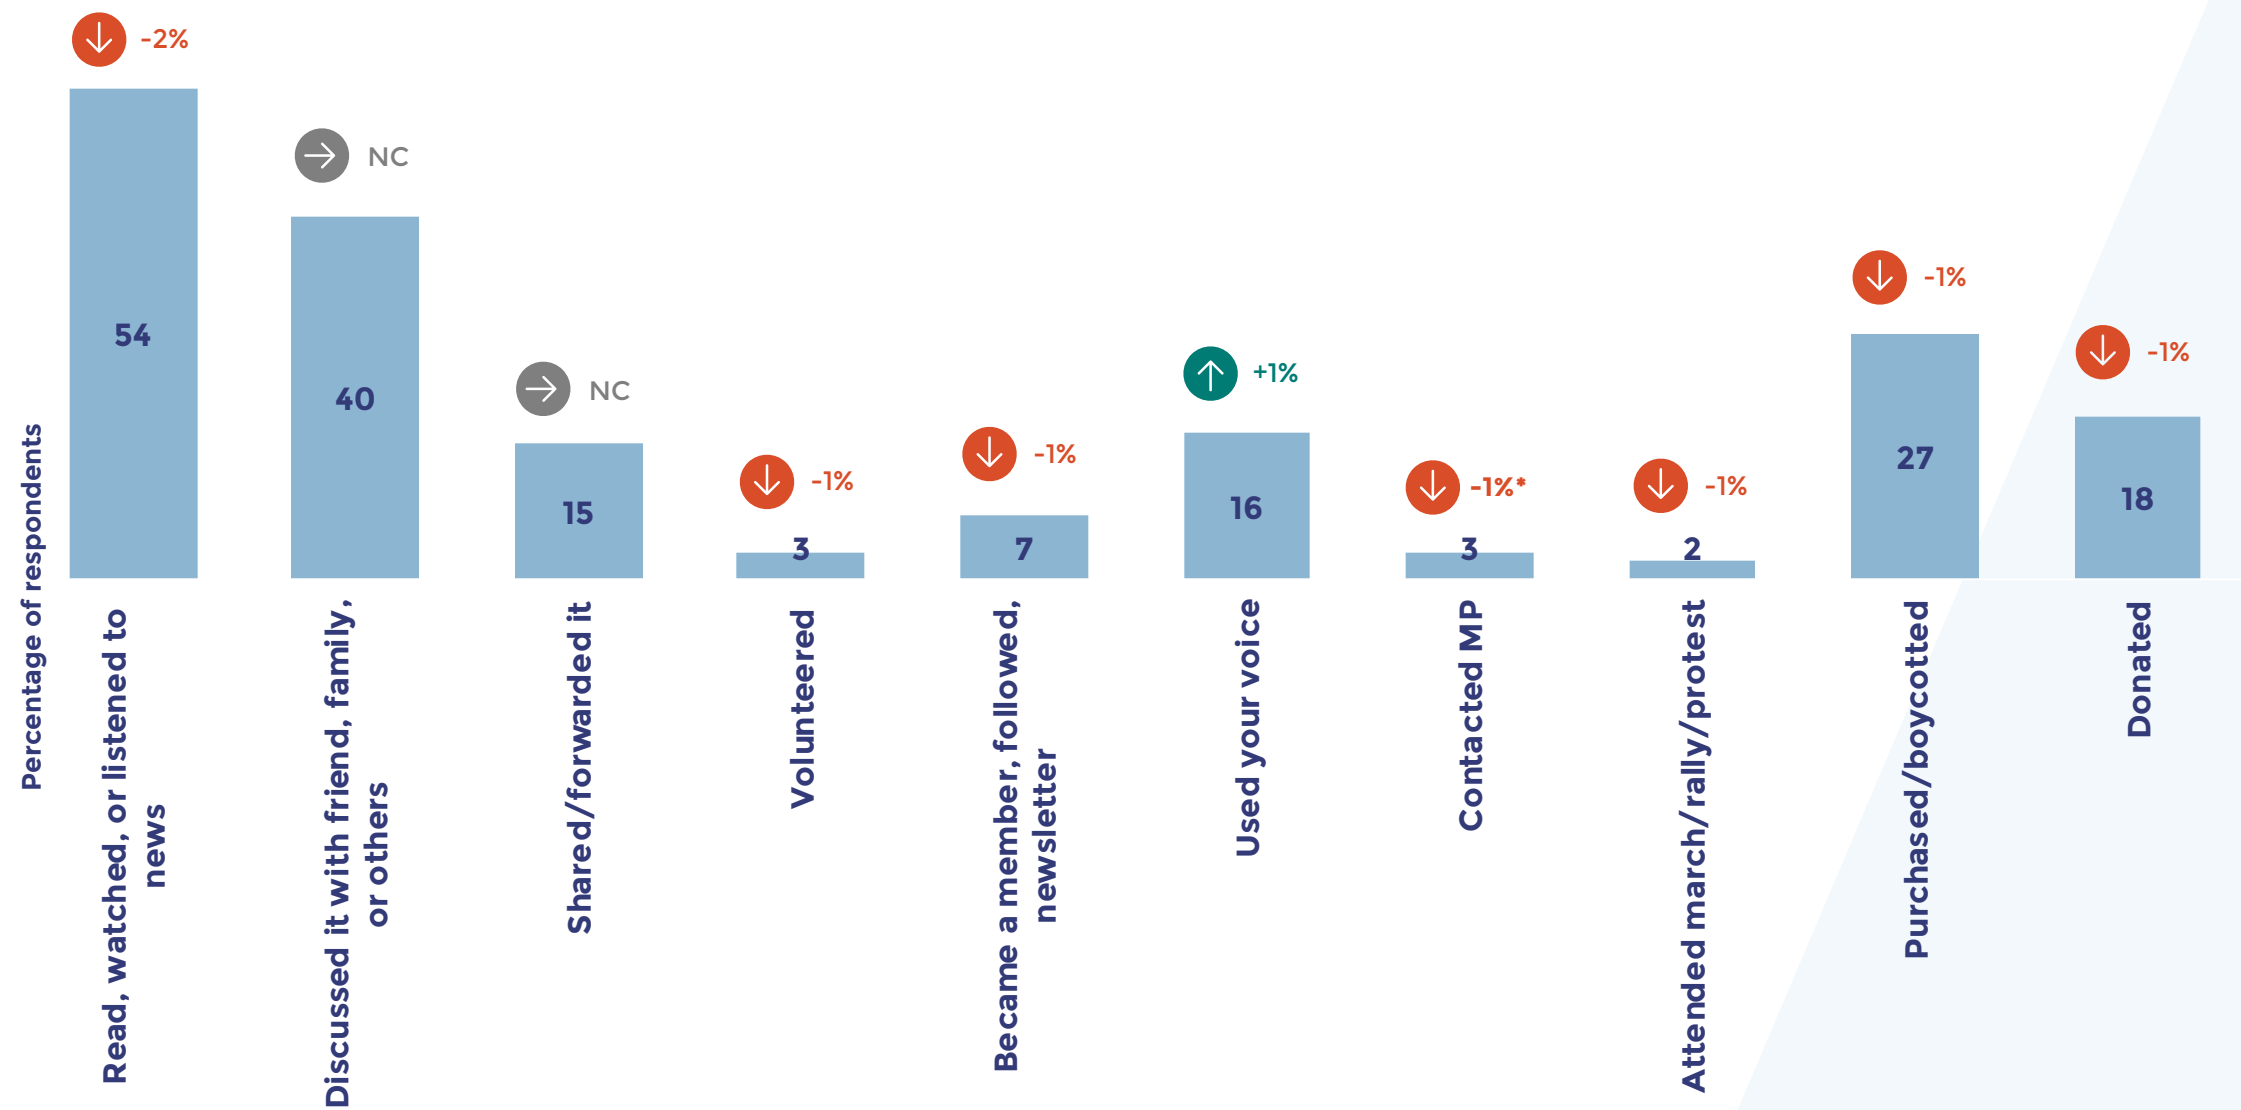 -2%
NC
NC
-1%
-1%
+1%
-1%*
-1%
-1%
-1%
54
40
15
3
7
16
3
2
27
18
Percentage of respondents
Read, watched, or listened to
news
Discussed it with friend, family,
or others
Shared/forwarded it
Volunteered
Became a member, followed,
newsletter
Used your voice
Contacted MP
Attended march/rally/protest
Purchased/boycotted
Donated